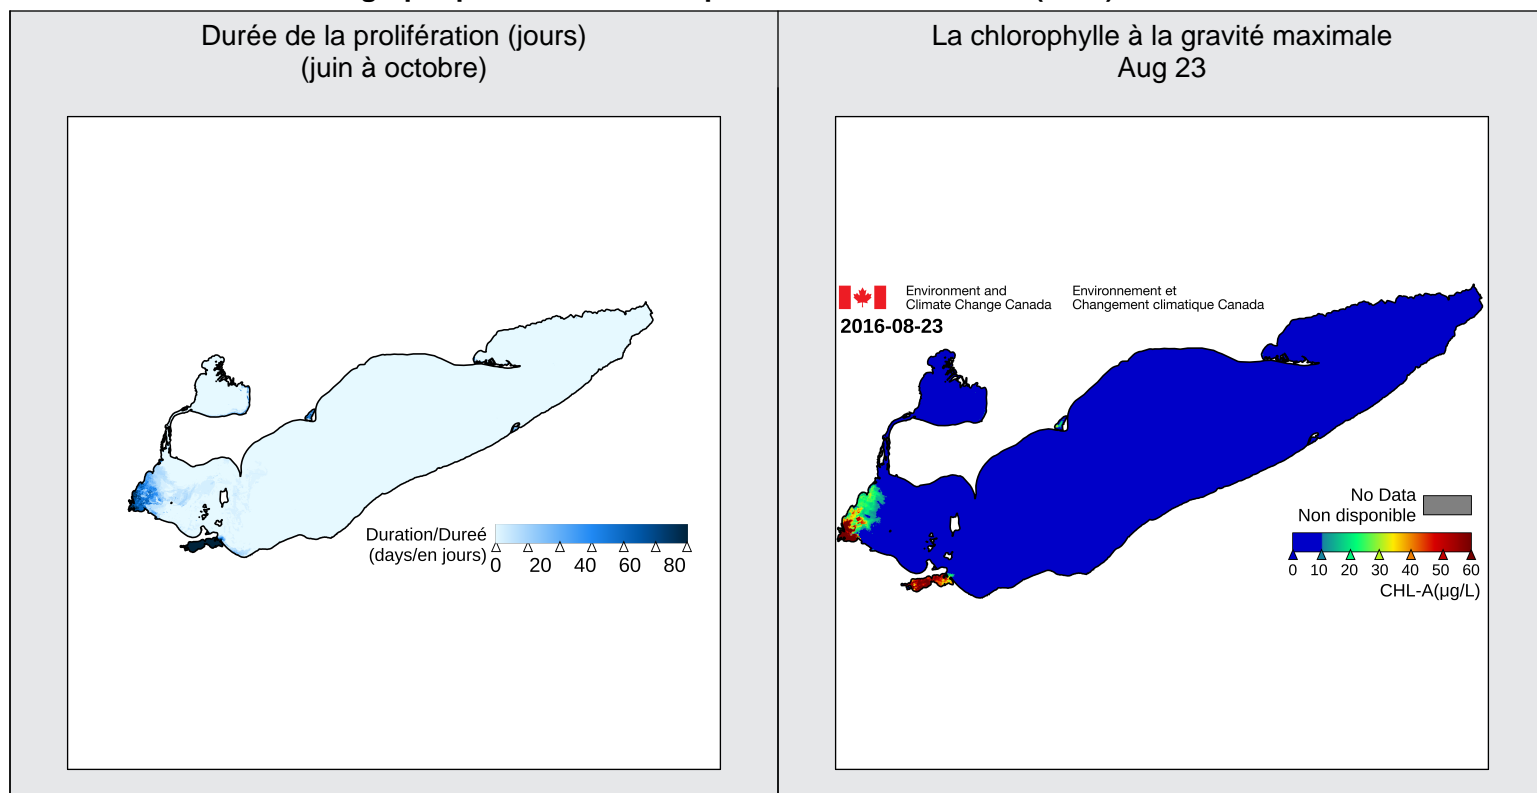 Durée de la prolifération (jours)
(juin à octobre)
La chlorophylle à la gravité maximale
Aug 23
Duration/Dureé
(days/en jours)
0 20 40 60 80
Environment and
Climate Change Canada
Environnement et
Changement climatique Canada
2016-08-23
No Data
Non disponible
0 10 20 30 40 50 60
CHL-A(µg/L)